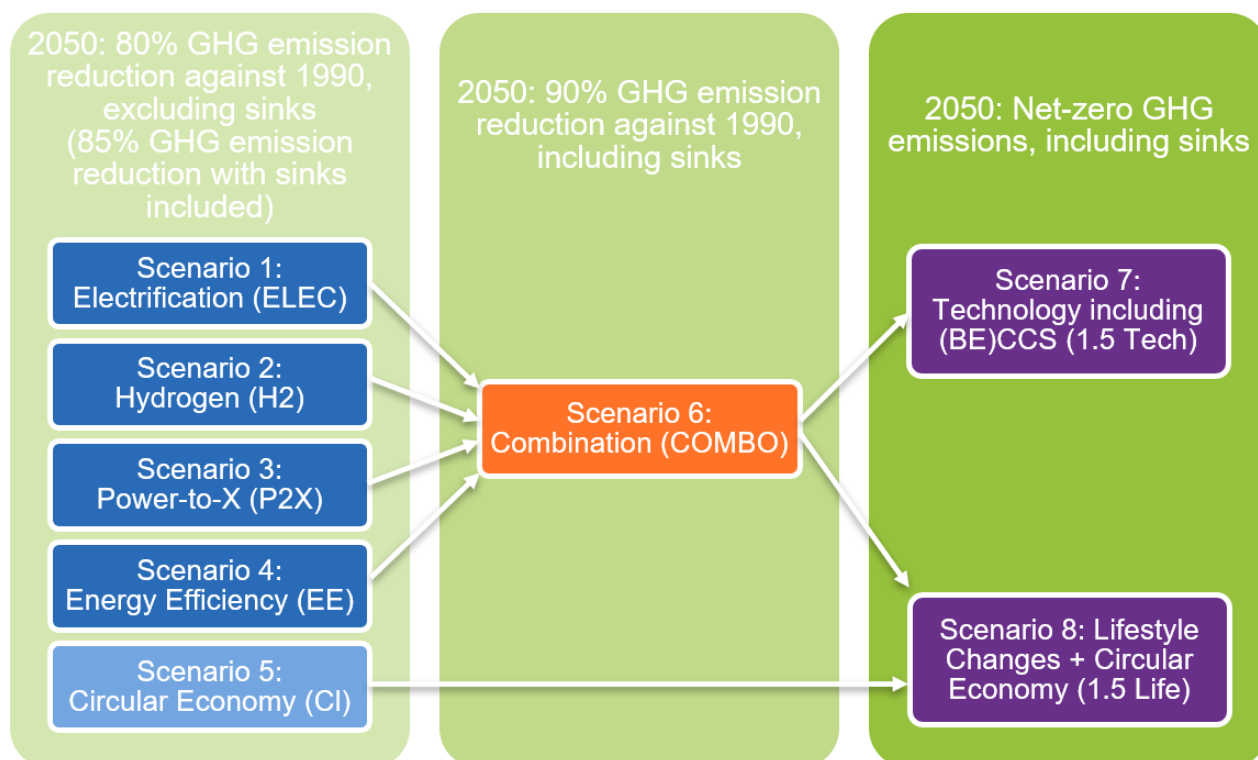 2050: 80% GHG emission
reduction against 1990,
excluding sinks
(85% GHG emission
reduction with sinks
included)
Scenario 1:
Electrification (ELEC)
Scenario 2:
Hydrogen (H2)
Scenario 3:
Power-to-X (P2X)
Scenario 4:
Energy Efficiency (EE)
Scenario 5:
Circular Economy (CI)
2050: 90% GHG emission
reduction against 1990,
including sinks
Scenario 6:
Combination (COMBO)
2050: Net-zero GHG
emissions, including sinks
Scenario 7:
Technology including
(BE)CCS (1.5 Tech)
Scenario 8: Lifestyle
Changes + Circular
Economy (1.5 Life)